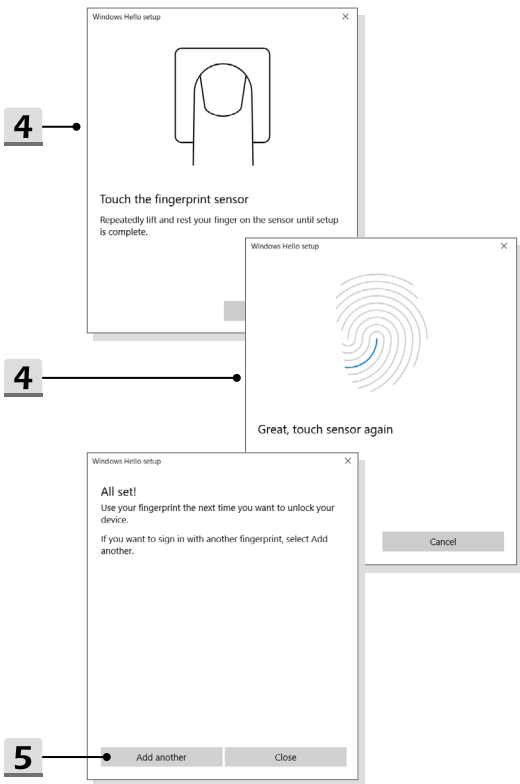 Windows Hello setup
4
Touch the fingerprint sensor
Repeatedly lift and rest your finger on the sensor until setup
is complete.
Windows Hello setup
4
Great, touch sensor again
Cancel
Windows Hello setup
All set!
Use your fingerprint the next time you want to unlock your
device.
If you want to sign in with another fingerprint, select Add
another.
5
Add another
Close